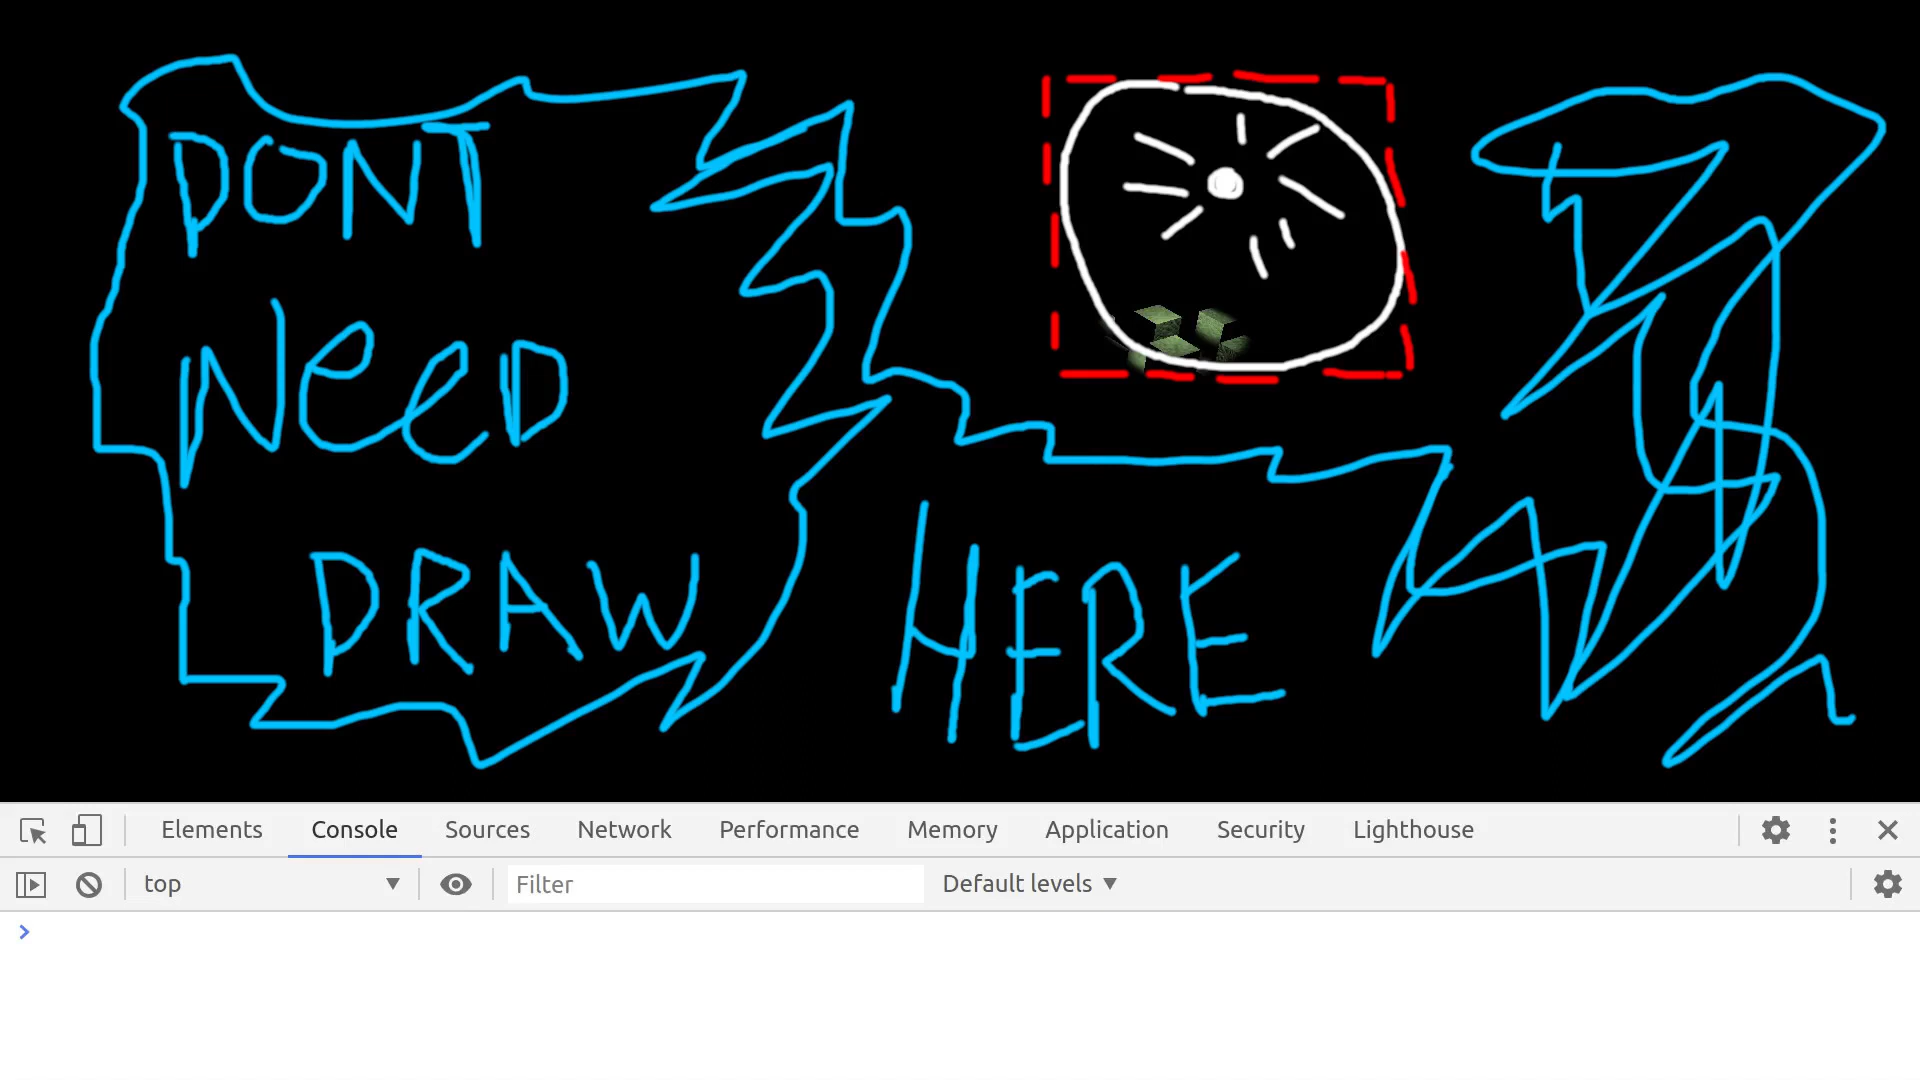 DONT
NeeD
DRAW
HERE
Elements Console Sources Network Performance Memory Application Security Lighthouse
top Filter Default levels